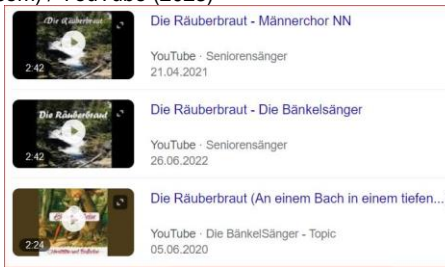 YouTube (2023)
Die Räuberbraut
2:42
Die Räuberbraut - Männerchor NN
YouTube · Seniorensänger
21.04.2021
Die Räuberbraut
2:42
Die Räuberbraut - Die Bänkelsänger
YouTube · Seniorensänger
26.06.2022
2:24
Die Räuberbraut (An einem Bach in einem tiefen...
YouTube · Die BänkelSänger - Topic
05.06.2020